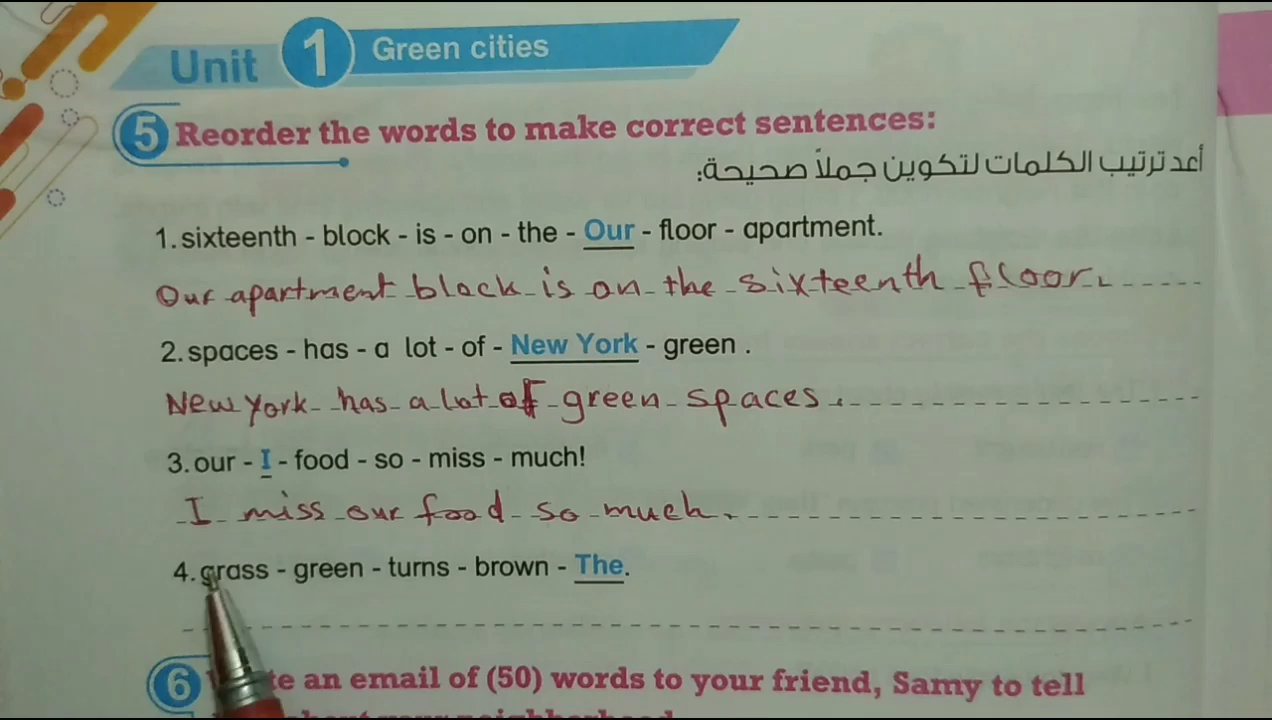 Unit 1 Green cities
5 Reorder the words to make correct sentences:
أعد ترتيب الكلمات لتكوين جملاً صحيحة:
1. sixteenth - block - is - on - the - Our - floor - apartment.
Our apartment block is on the sixteenth floor.
2. spaces - has - a lot - of - New York - green .
New York has a lot of green spaces.
3. our - I - food - so - miss - much!
I miss our food so much.
4. grass - green - turns - brown - The.
6 te an email of (50) words to your friend, Samy to tell